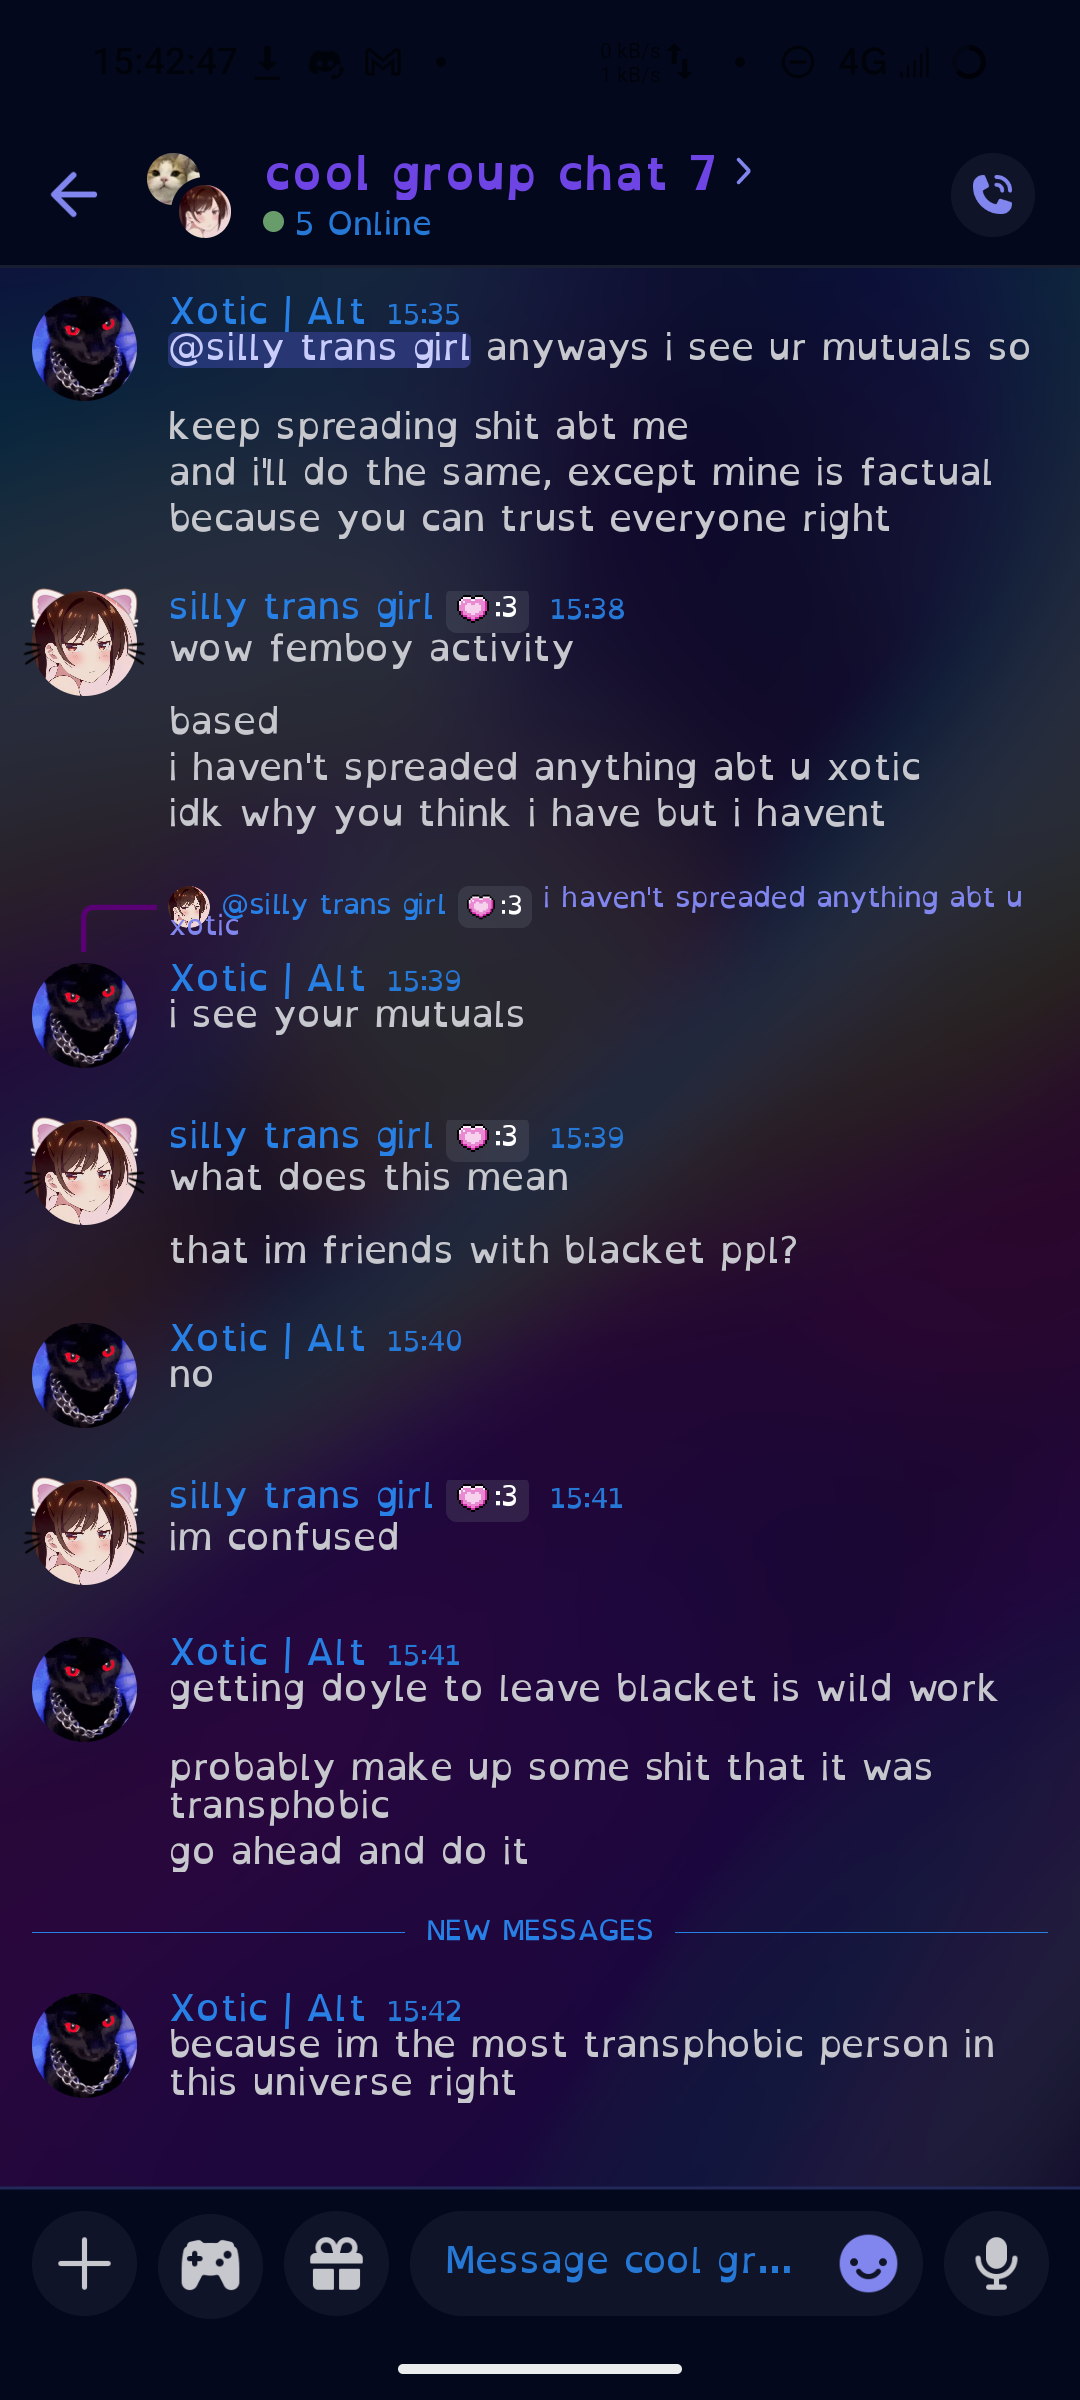 15:42:47
0 kB/s
1 kB/s
4G
cool group chat 7
5 Online
Xotic | Alt 15:35
@silly trans girl anyways i see ur mutuals so
keep spreading shit abt me
and i'll do the same, except mine is factual
because you can trust everyone right
silly trans girl :3 15:38
wow femboy activity
based
i haven't spreaded anything abt u xotic
idk why you think i have but i havent
@silly trans girl :3 i haven't spreaded anything abt u
xotic
Xotic | Alt 15:39
i see your mutuals
silly trans girl :3 15:39
what does this mean
that im friends with blacket ppl?
Xotic | Alt 15:40
no
silly trans girl :3 15:41
im confused
Xotic | Alt 15:41
getting doyle to leave blacket is wild work
probably make up some shit that it was
transphobic
go ahead and do it
NEW MESSAGES
Xotic | Alt 15:42
because im the most transphobic person in
this universe right
Message cool gr...